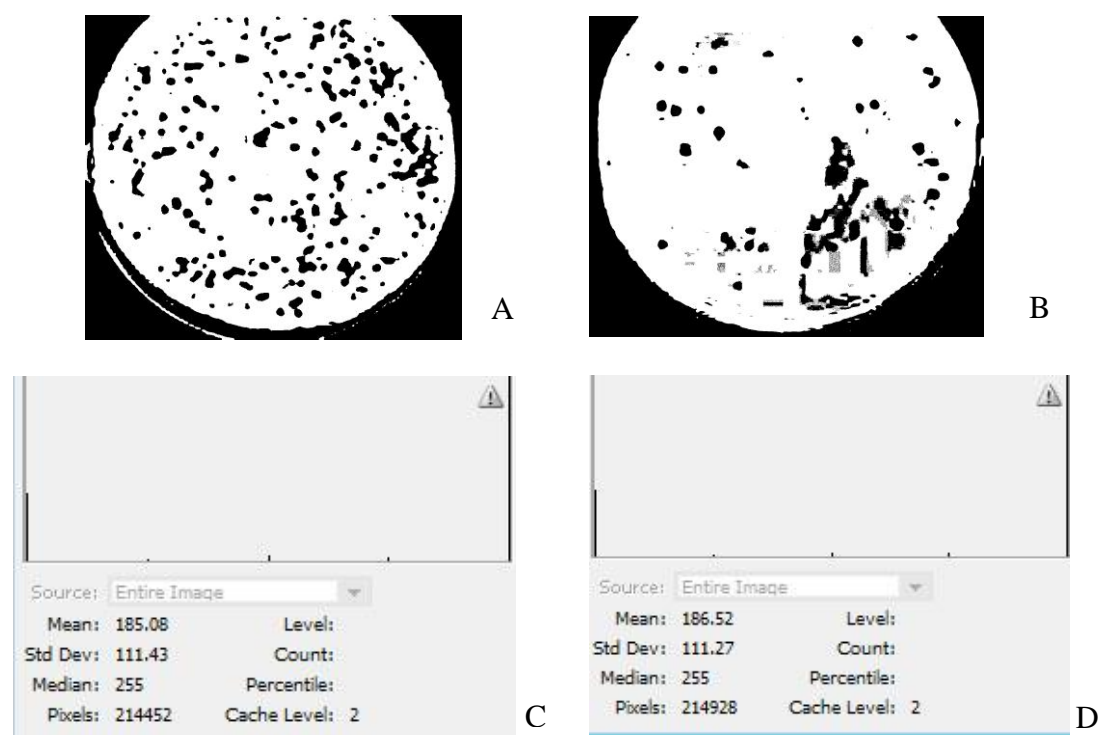 A
B
Source: Entire Image
Mean: 185.08 Level:
Std Dev: 111.43 Count:
Median: 255 Percentile:
Pixels: 214452 Cache Level: 2
C
Source: Entire Image
Mean: 186.52 Level:
Std Dev: 111.27 Count:
Median: 255 Percentile:
Pixels: 214928 Cache Level: 2
D